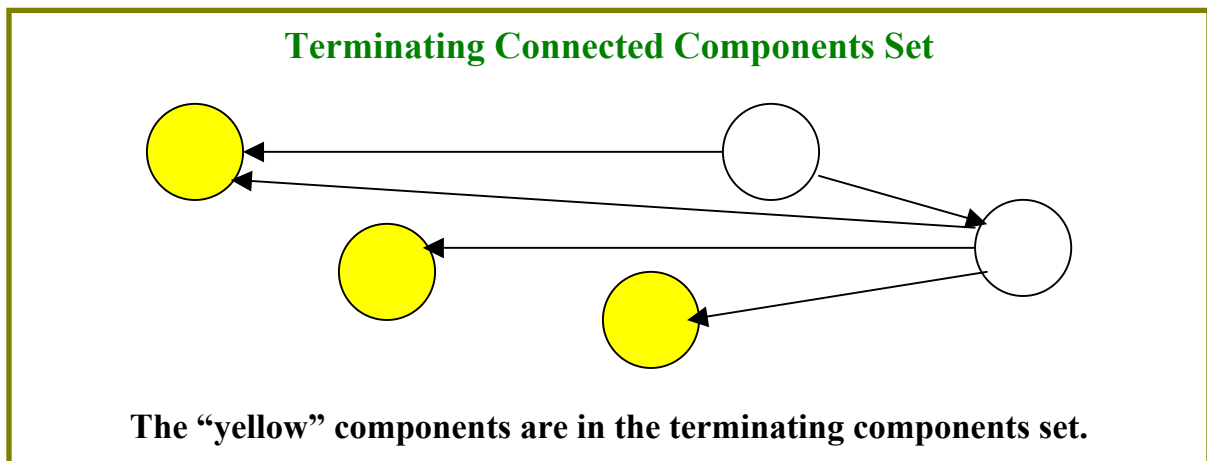 Terminating Connected Components Set
The “yellow” components are in the terminating components set.